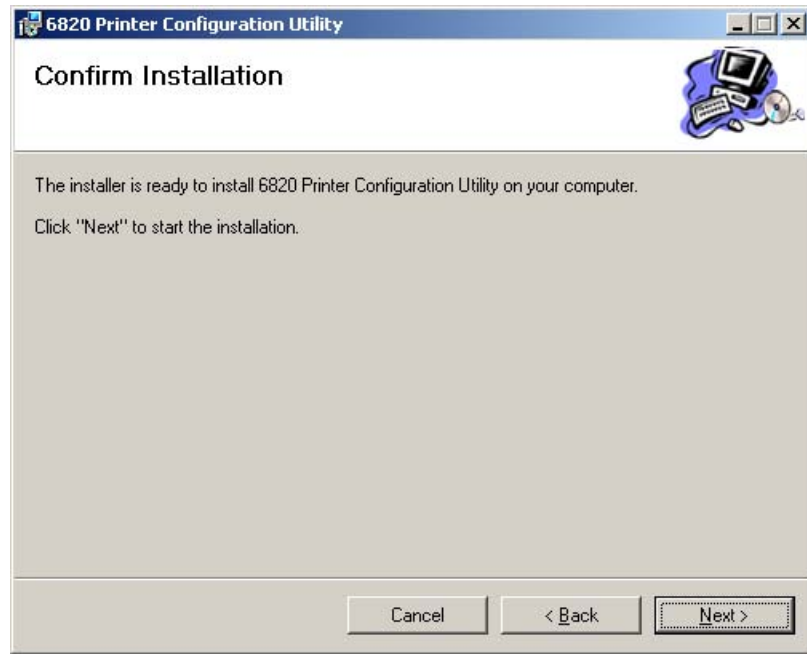 6820 Printer Configuration Utility
Confirm Installation
The installer is ready to install 6820 Printer Configuration Utility on your computer.
Click "Next" to start the installation.
Cancel
< Back
Next >